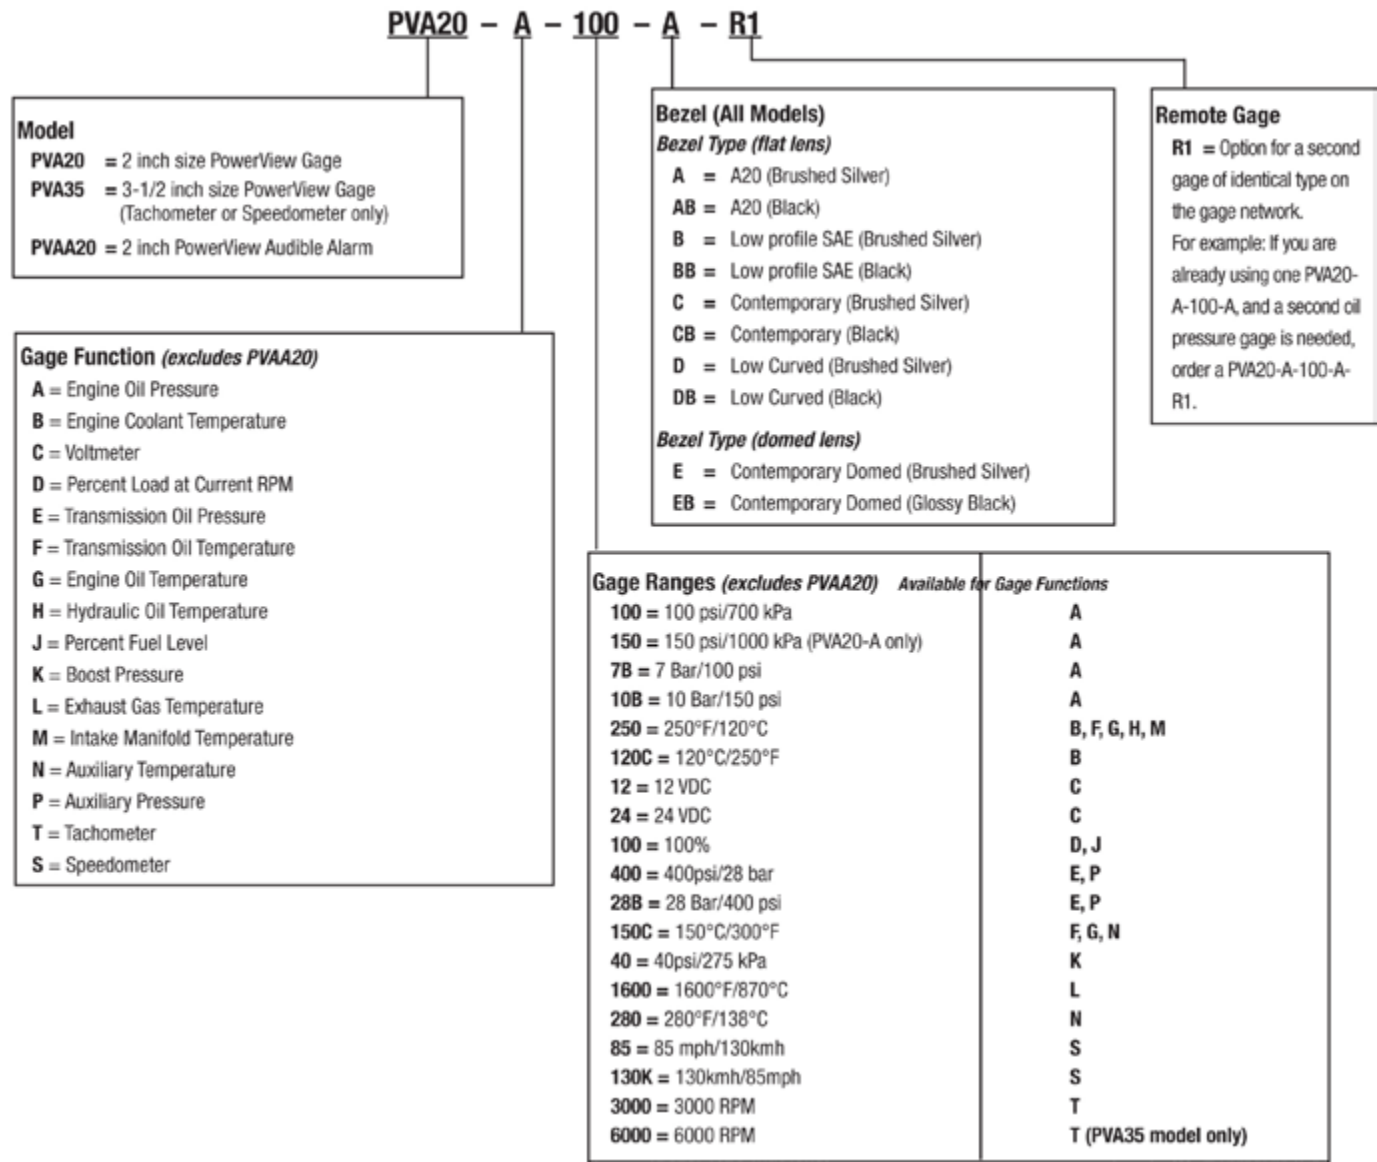 PVA20 – A – 100 – A – R1
Model
PVA20 = 2 inch size PowerView Gage
PVA35 = 3-1/2 inch size PowerView Gage
(Tachometer or Speedometer only)
PVAA20 = 2 inch PowerView Audible Alarm
Gage Function (excludes PVAA20)
A = Engine Oil Pressure
B = Engine Coolant Temperature
C = Voltmeter
D = Percent Load at Current RPM
E = Transmission Oil Pressure
F = Transmission Oil Temperature
G = Engine Oil Temperature
H = Hydraulic Oil Temperature
J = Percent Fuel Level
K = Boost Pressure
L = Exhaust Gas Temperature
M = Intake Manifold Temperature
N = Auxiliary Temperature
P = Auxiliary Pressure
T = Tachometer
S = Speedometer
Bezel (All Models)
Bezel Type (flat lens)
A = A20 (Brushed Silver)
AB = A20 (Black)
B = Low profile SAE (Brushed Silver)
BB = Low profile SAE (Black)
C = Contemporary (Brushed Silver)
CB = Contemporary (Black)
D = Low Curved (Brushed Silver)
DB = Low Curved (Black)
Bezel Type (domed lens)
E = Contemporary Domed (Brushed Silver)
EB = Contemporary Domed (Glossy Black)
Remote Gage
R1 = Option for a second
gage of identical type on
the gage network.
For example: If you are
already using one PVA20-
A-100-A, and a second oil
pressure gage is needed,
order a PVA20-A-100-A-
R1.
Gage Ranges (excludes PVAA20) Available for Gage Functions
100 = 100 psi/700 kPa A
150 = 150 psi/1000 kPa (PVA20-A only) A
7B = 7 Bar/100 psi A
10B = 10 Bar/150 psi A
250 = 250°F/120°C B, F, G, H, M
120C = 120°C/250°F B
12 = 12 VDC C
24 = 24 VDC C
100 = 100% D, J
400 = 400psi/28 bar E, P
28B = 28 Bar/400 psi E, P
150C = 150°C/300°F F, G, N
40 = 40psi/275 kPa K
1600 = 1600°F/870°C L
280 = 280°F/138°C N
85 = 85 mph/130kmh S
130K = 130kmh/85mph S
3000 = 3000 RPM T
6000 = 6000 RPM T (PVA35 model only)